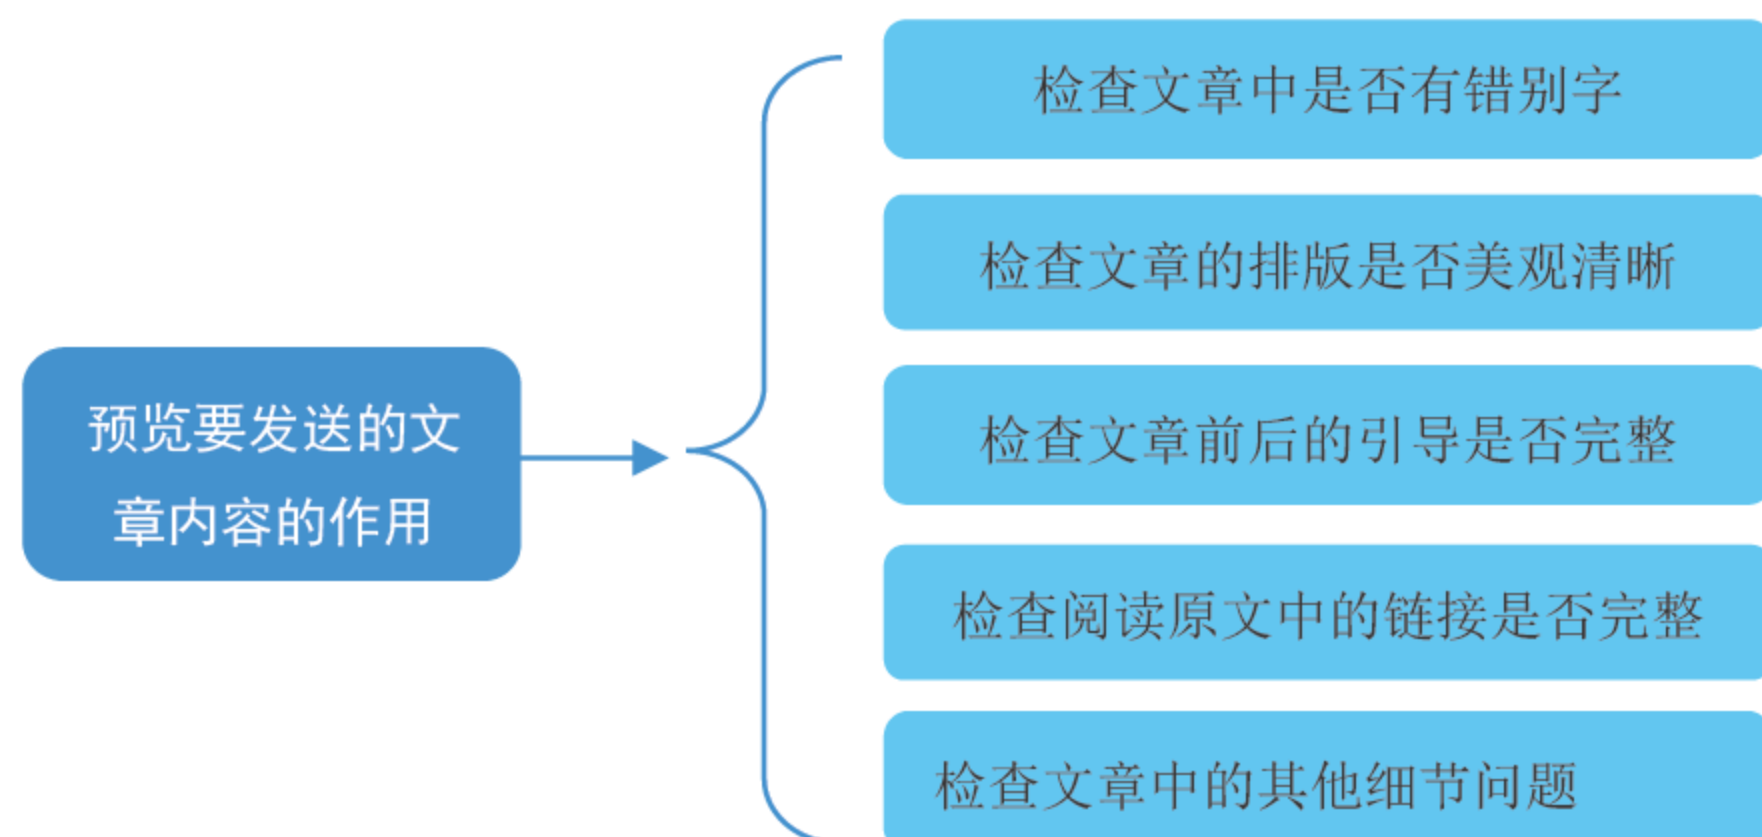 预览要发送的文
章内容的作用
检查文章中是否有错别字
检查文章的排版是否美观清晰
检查文章前后的引导是否完整
检查阅读原文中的链接是否完整
检查文章中的其他细节问题